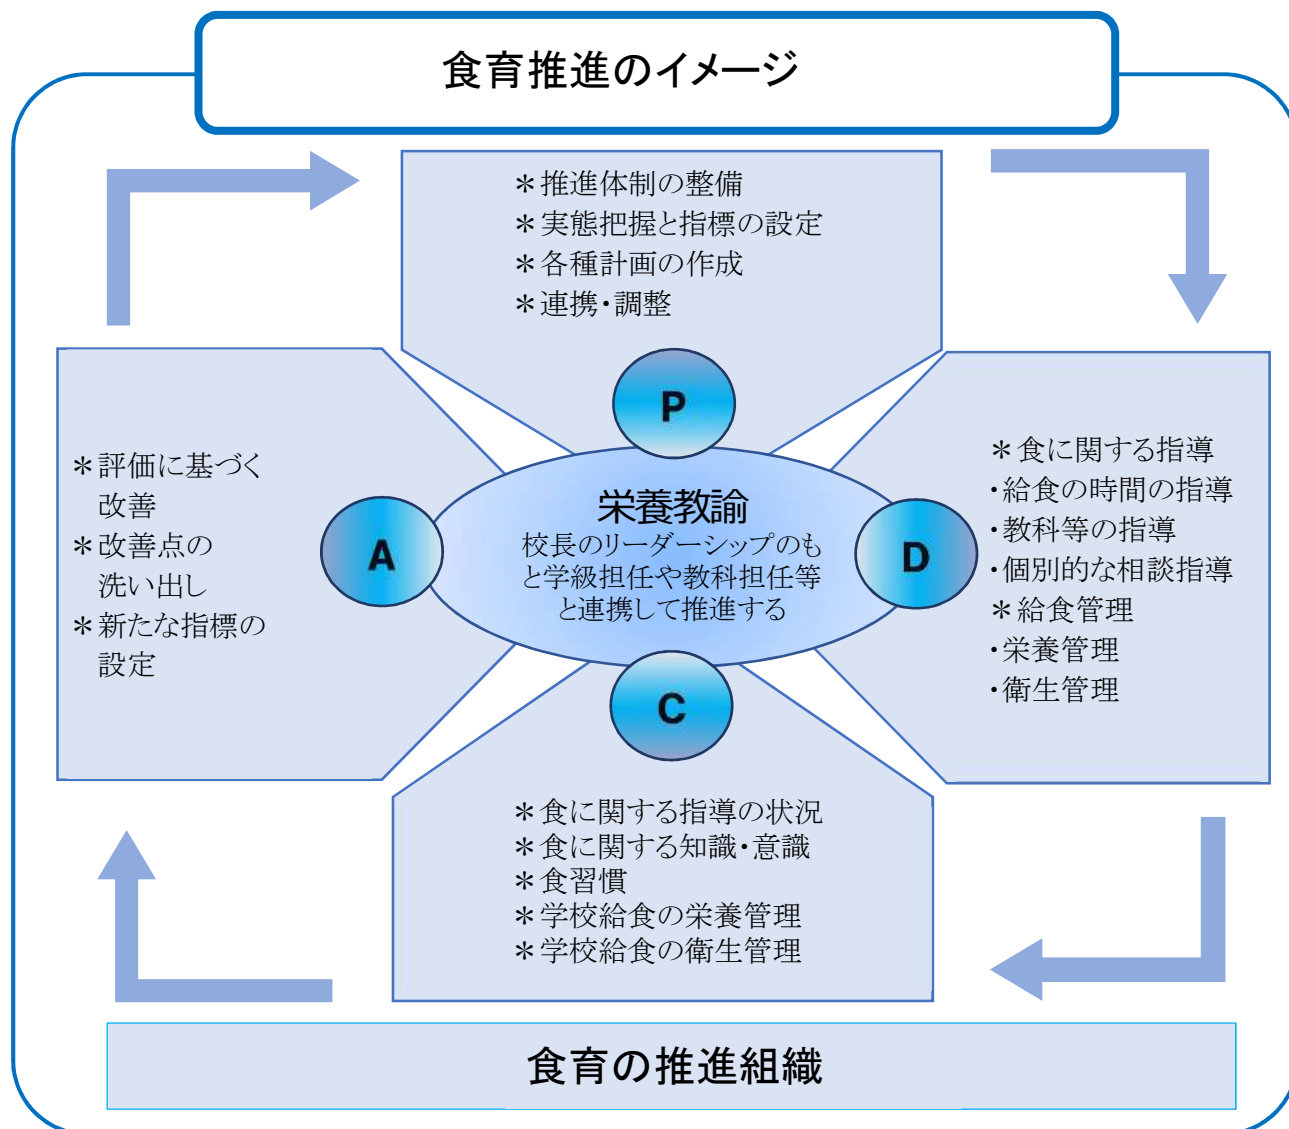 食育推進のイメージ
＊推進体制の整備
＊実態把握と指標の設定
＊各種計画の作成
＊連携・調整
P
＊食に関する指導
・給食の時間の指導
・教科等の指導
・個別的な相談指導
＊給食管理
・栄養管理
・衛生管理
D
栄養教諭
校長のリーダーシップのも
と学級担任や教科担任等
と連携して推進する
C
＊食に関する指導の状況
＊食に関する知識・意識
＊食習慣
＊学校給食の栄養管理
＊学校給食の衛生管理
A
＊評価に基づく
改善
＊改善点の
洗い出し
＊新たな指標の
設定
食育の推進組織